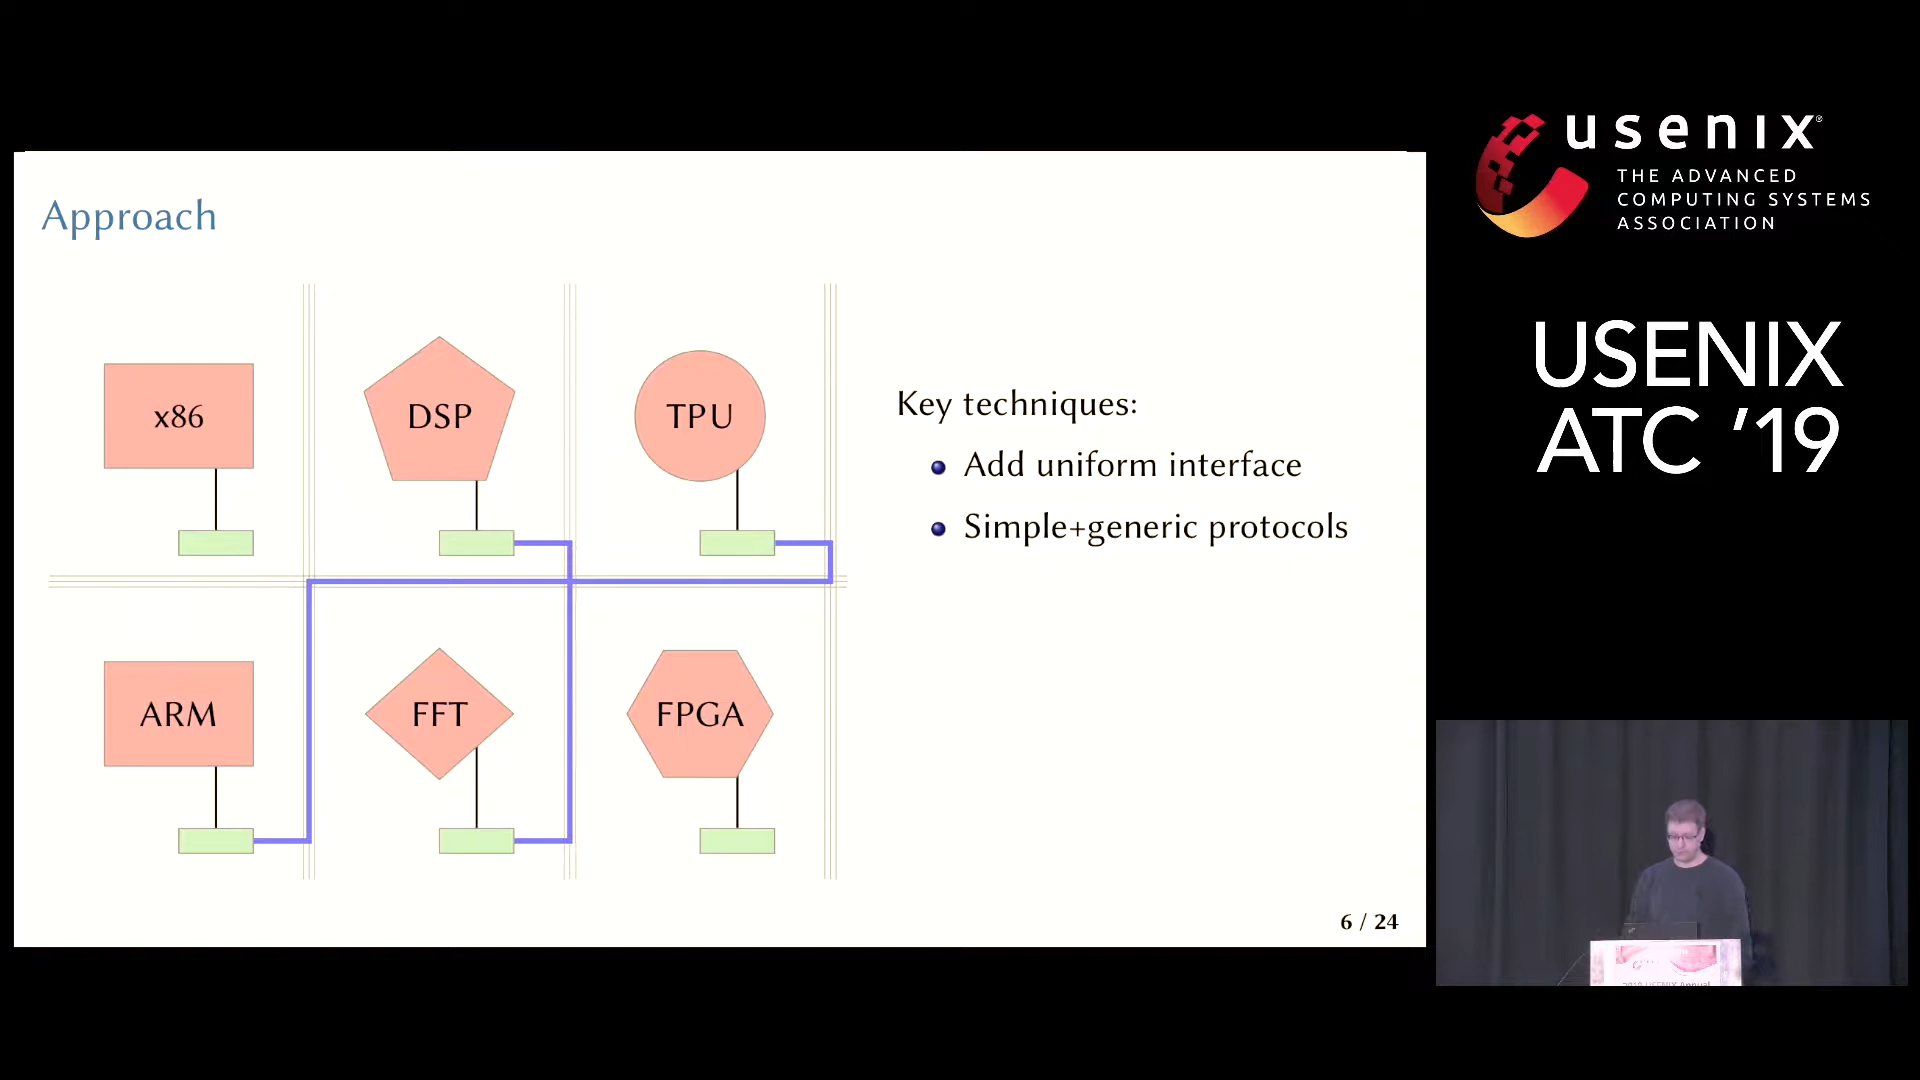 Approach
x86
DSP
TPU
ARM
FFT
FPGA
Key techniques:
Add uniform interface
Simple+generic protocols
6 / 24
usenix®
THE ADVANCED
COMPUTING SYSTEMS
ASSOCIATION
USENIX
ATC ’19